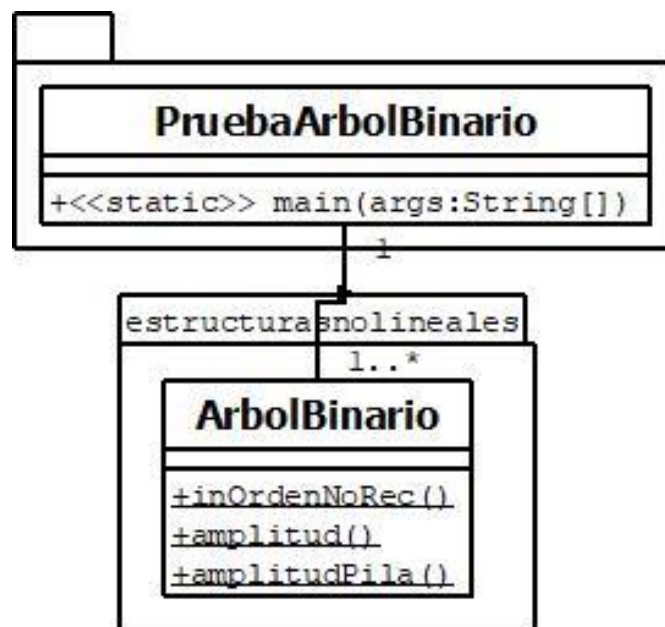 PruebaArbolBinario
+<<static>> main(args:String[])
1
estructurasnolineales
1..*
ArbolBinario
+inOrdenNoRec()
+amplitud()
+amplitudPila()